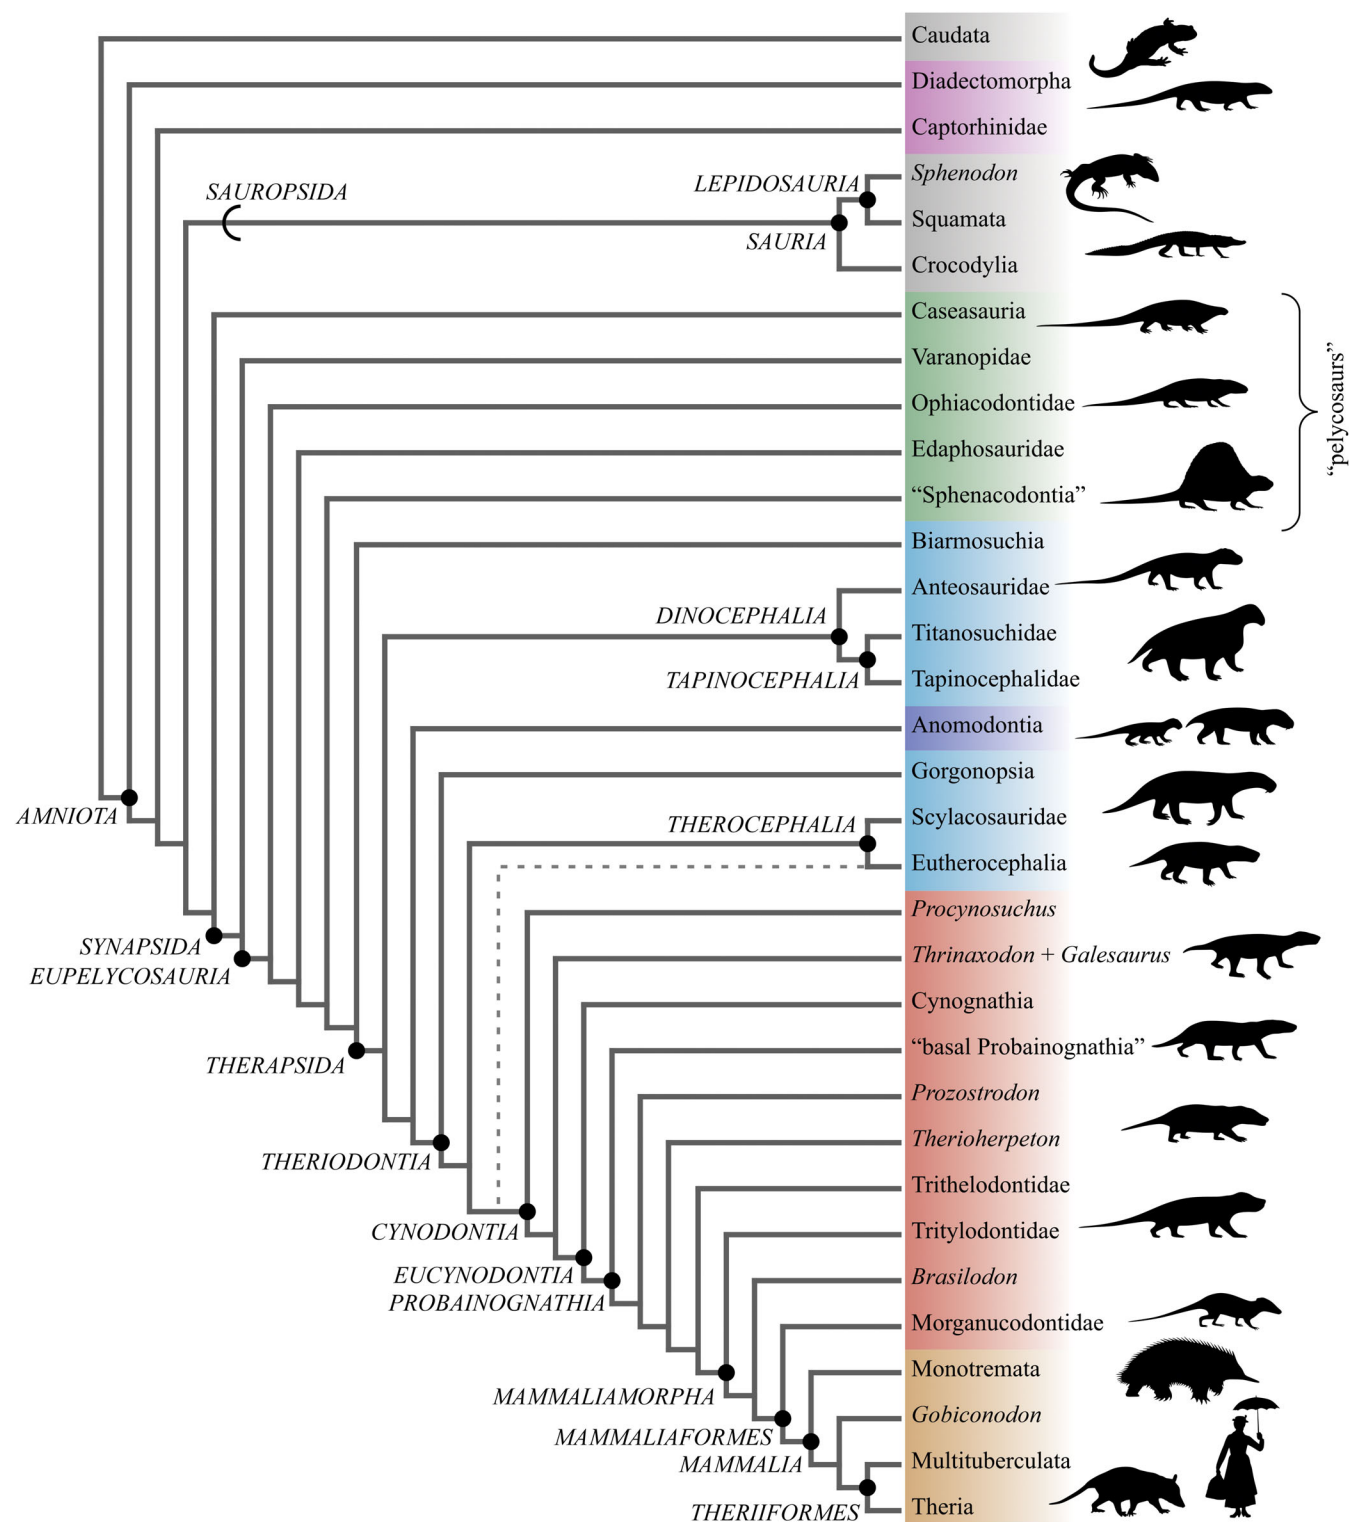 Caudata
Diadectomorpha
Captorhinidae
SAUROPSIDA
LEPIDOSAURIA
Sphenodon
Squamata
SAURIA
Crocodylia
Caseasauria
Varanopidae
Ophiacodontidae
Edaphosauridae
“Sphenacodontia”
“pelycosaurs”
Biarmosuchia
Anteosauridae
DINOCEPHALIA
Titanosuchidae
TAPINOCEPHALIA
Tapinocephalidae
Anomodontia
Gorgonopsia
AMNIOTA
THEROCEPHALIA
Scylacosauridae
Eutherocephalia
Procynosuchus
SYNAPSIDA
EUPELYCOSAURIA
Thrinaxodon + Galesaurus
Cynognathia
“basal Probainognathia”
THERAPSIDA
Prozostrodon
Therioherpeton
THERIODONTIA
Trithelodontidae
Tritylodontidae
CYNODONTIA
EUCYNODONTIA
PROBAINOGNATHIA
Brasilodon
Morganucodontidae
Monotremata
MAMMALIAMORPHA
Gobiconodon
MAMMALIAFORMES
MAMMALIA
Multituberculata
THERIIFORMES
Theria